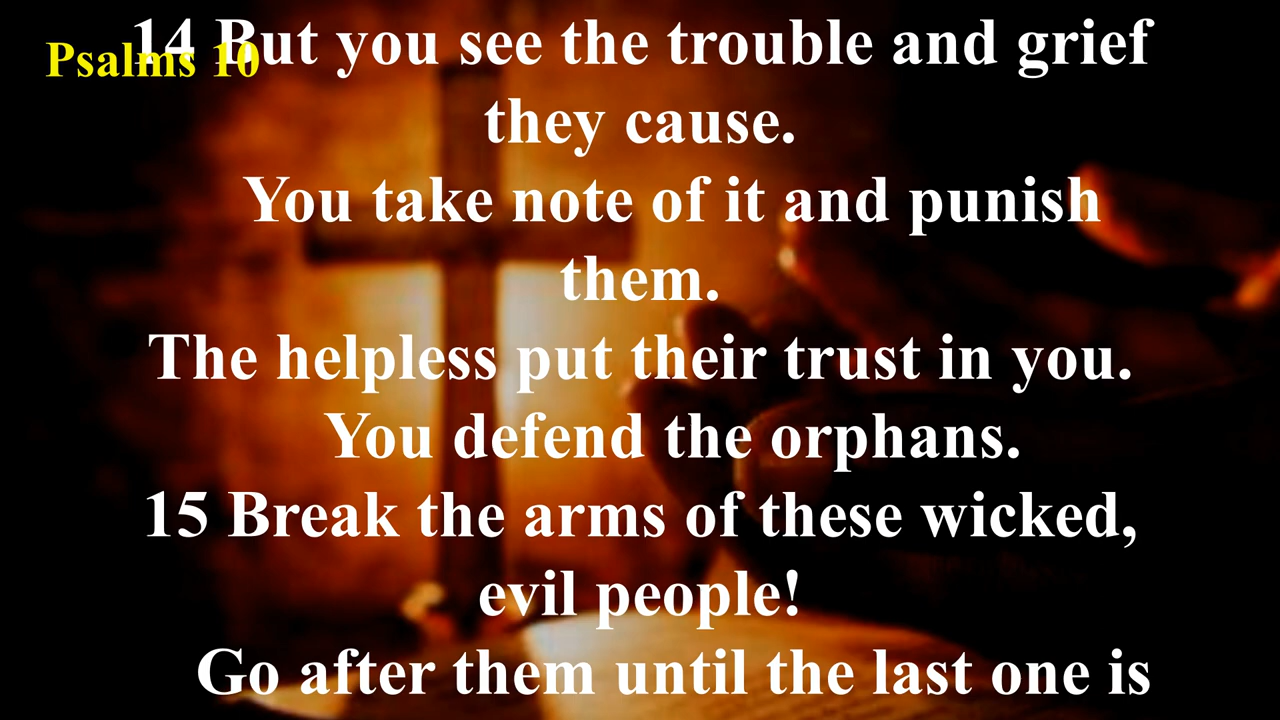 Psalms 10
14 But you see the trouble and grief
they cause.
You take note of it and punish
them.
The helpless put their trust in you.
You defend the orphans.
15 Break the arms of these wicked,
evil people!
Go after them until the last one is